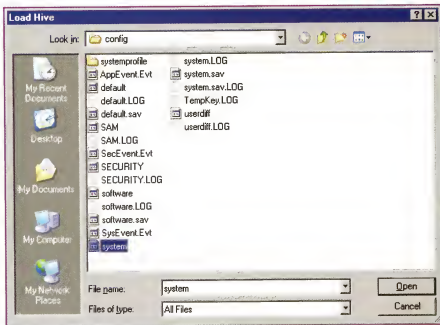 Load Hive
Look in: config
My Recent Documents
Desktop
My Documents
My Computer
My Network Places
systemprofile
AppEvent.Evt
default
default.LOG
default.sav
SAM
SAM.LOG
SecEvent.Evt
SECURITY
SECURITY.LOG
software
software.LOG
software.sav
SysEvent.Evt
system
system.LOG
system.sav
system.sav.LOG
TempKey.LOG
userdiff
userdiff.LOG
File name: system
Open
Files of type: All Files
Cancel